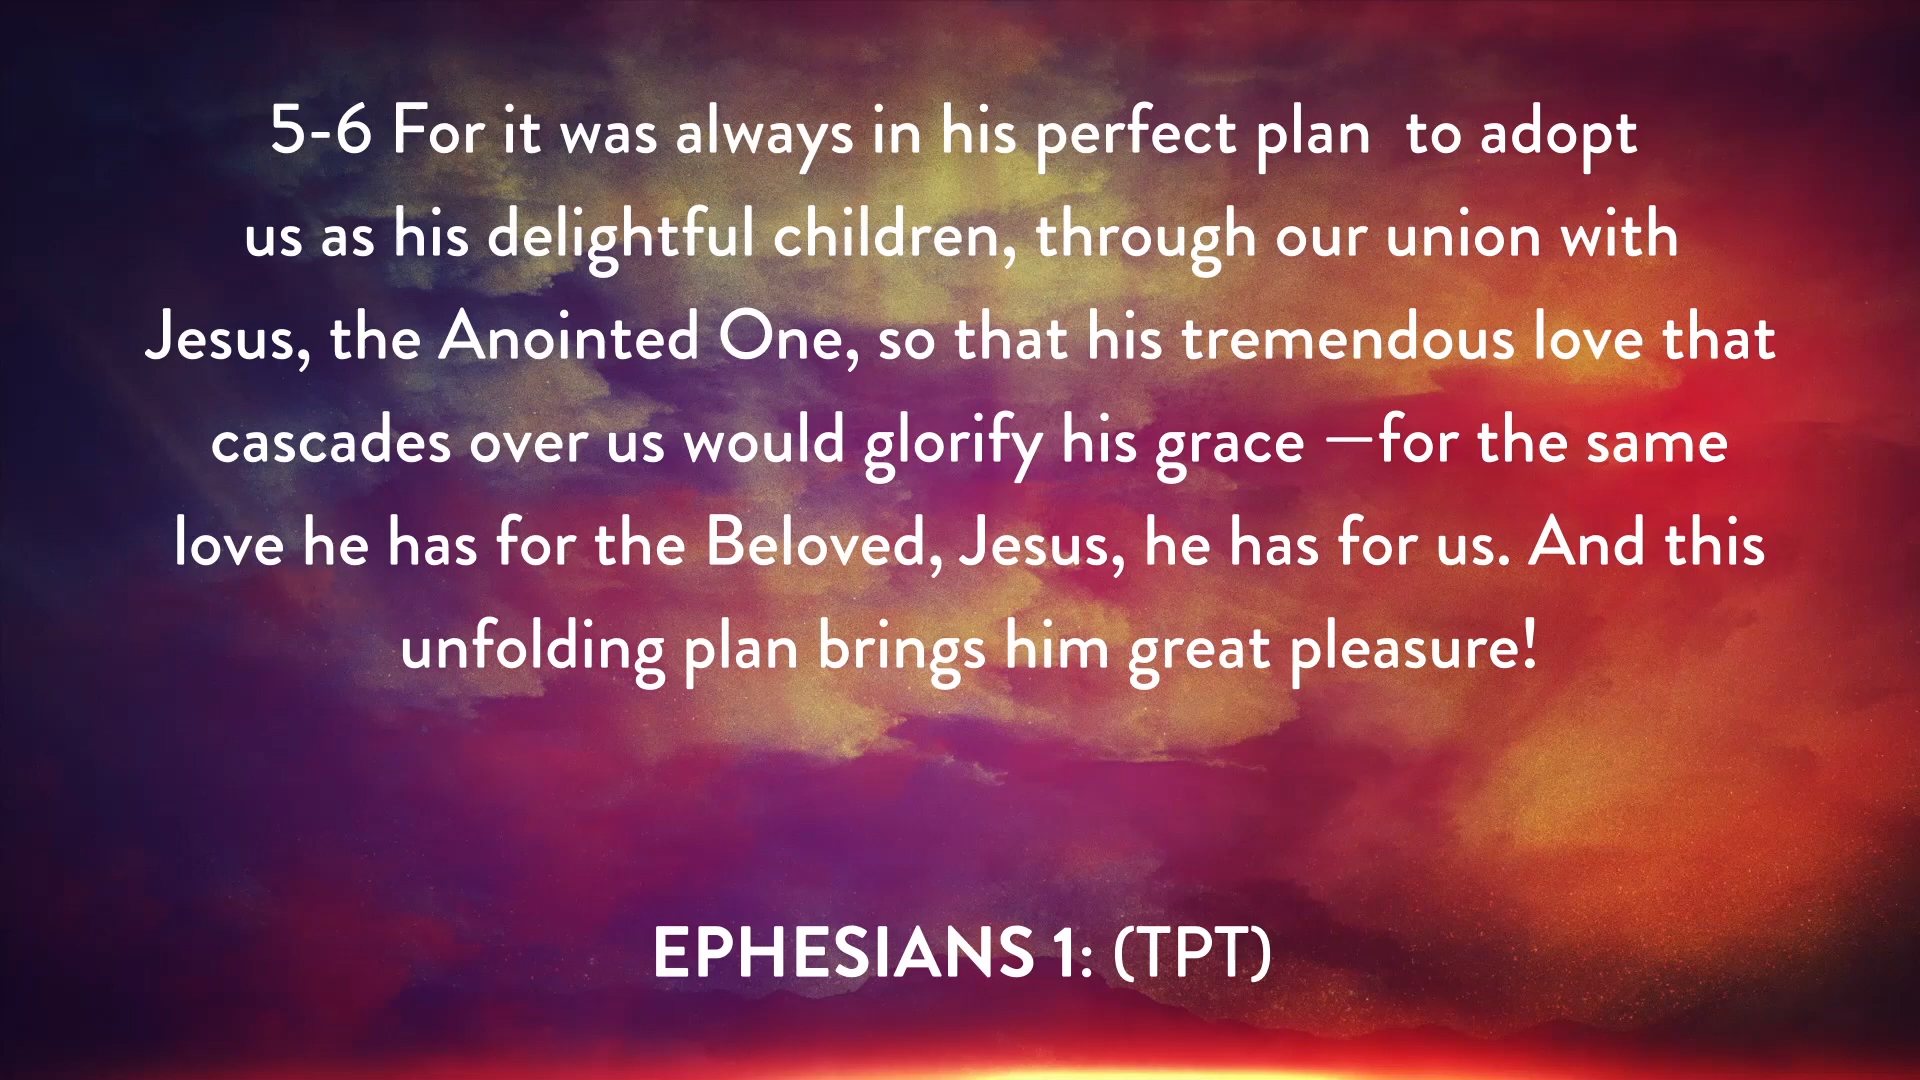 5-6 For it was always in his perfect plan  to adopt
us as his delightful children, through our union with
Jesus, the Anointed One, so that his tremendous love that
cascades over us would glorify his grace —for the same
love he has for the Beloved, Jesus, he has for us. And this
unfolding plan brings him great pleasure!
EPHESIANS 1: (TPT)